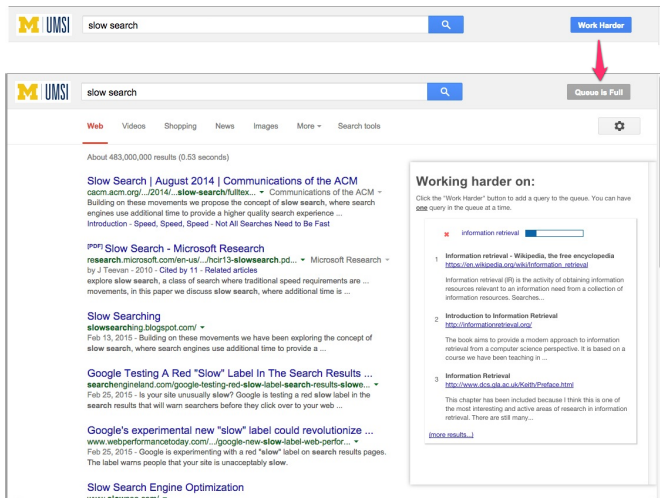 M UMSI slow search Work Harder
M UMSI slow search Queue is Full
Web Videos Shopping News Images More Search tools
About 483,000,000 results (0.53 seconds)
Slow Search | August 2014 | Communications of the ACM
cacm.acm.org/.../2014/...slow-search/fulltex... Communications of the ACM
Building on these movements we propose the concept of slow search, where search
engines use additional time to provide a higher quality search experience ...
Introduction - Speed, Speed, Speed - Not All Searches Need to Be Fast
[PDF] Slow Search - Microsoft Research
research.microsoft.com/en-us/.../hcir13-slowsearch.pd... Microsoft Research
by J Teevan - 2010 - Cited by 11 - Related articles
explore slow search, a class of search where traditional speed requirements are ...
movements, in this paper we discuss slow search, where additional time is ...
Slow Searching
slowsearching.blogspot.com/
Feb 13, 2015 - Building on these movements we have been exploring the concept of
slow search, where search engines use additional time to provide a ...
Google Testing A Red "Slow" Label In The Search Results ...
searchengineland.com/google-testing-red-slow-label-search-results-slowe...
Feb 25, 2015 - Is your site unusually slow? Google is testing a red slow label in the
search results that will warn searchers before they click over to your web ...
Google's experimental new "slow" label could revolutionize ...
www.webperformancetoday.com/.../google-new-slow-label-web-perfor...
Feb 25, 2015 - Google is experimenting with a red "slow" label on search results pages.
The label warns people that your site is unacceptably slow.
Slow Search Engine Optimization
Working harder on:
Click the "Work Harder" button to add a query to the queue. You can have
one query in the queue at a time.
information retrieval
1 Information retrieval - Wikipedia, the free encyclopedia
https://en.wikipedia.org/wiki/Information_retrieval
Information retrieval (IR) is the activity of obtaining information
resources relevant to an information need from a collection of
information resources. Searches...
2 Introduction to Information Retrieval
http://informationretrieval.org/
The book aims to provide a modern approach to information
retrieval from a computer science perspective. It is based on a
course we have been teaching in ...
3 Information Retrieval
http://www.dcs.gla.ac.uk/Keith/Preface.html
This chapter has been included because I think this is one of
the most interesting and active areas of research in information
retrieval. There are still many...
(more results...)